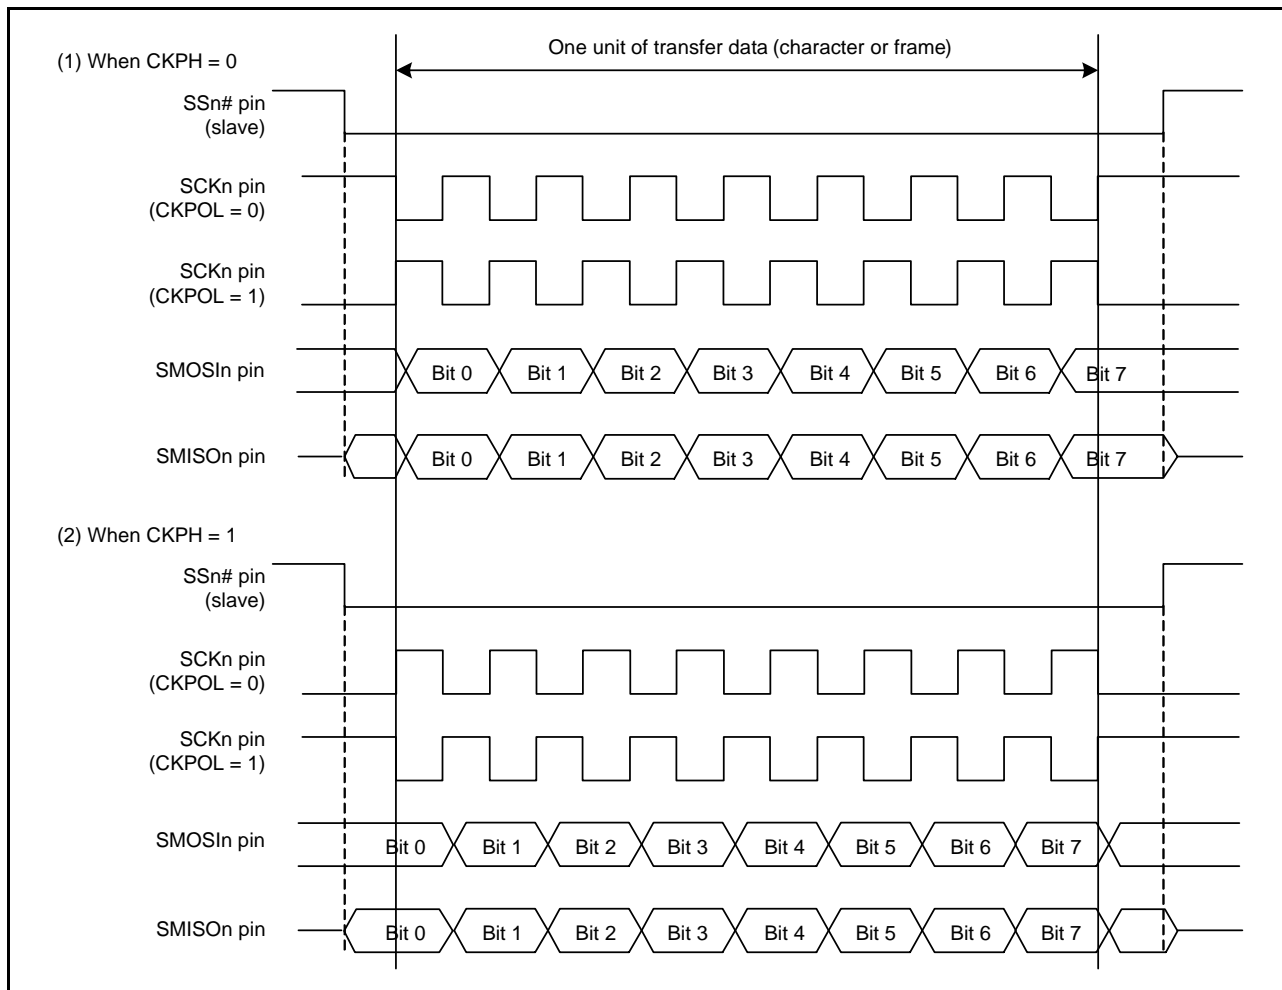 One unit of transfer data (character or frame)
(1) When CKPH = 0
SSn# pin
(slave)
SCKn pin
(CKPOL = 0)
SCKn pin
(CKPOL = 1)
SMOSIn pin
Bit 0 Bit 1 Bit 2 Bit 3 Bit 4 Bit 5 Bit 6 Bit 7
SMISOn pin
Bit 0 Bit 1 Bit 2 Bit 3 Bit 4 Bit 5 Bit 6 Bit 7
(2) When CKPH = 1
SSn# pin
(slave)
SCKn pin
(CKPOL = 0)
SCKn pin
(CKPOL = 1)
SMOSIn pin
Bit 0 Bit 1 Bit 2 Bit 3 Bit 4 Bit 5 Bit 6 Bit 7
SMISOn pin
Bit 0 Bit 1 Bit 2 Bit 3 Bit 4 Bit 5 Bit 6 Bit 7